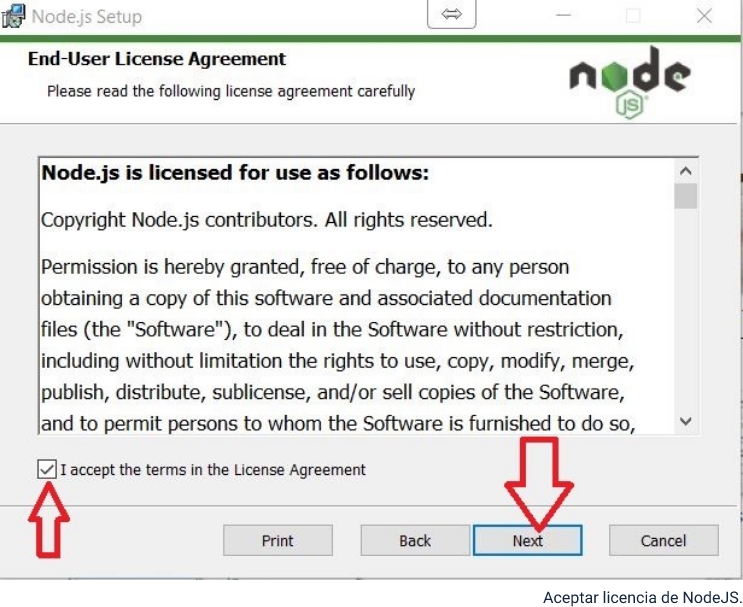 Node.js Setup
End-User License Agreement
Please read the following license agreement carefully
node
JS
Node.js is licensed for use as follows:
Copyright Node.js contributors. All rights reserved.
Permission is hereby granted, free of charge, to any person
obtaining a copy of this software and associated documentation
files (the "Software"), to deal in the Software without restriction,
including without limitation the rights to use, copy, modify, merge,
publish, distribute, sublicense, and/or sell copies of the Software,
and to permit persons to whom the Software is furnished to do so,
I accept the terms in the License Agreement
Print
Back
Next
Cancel
Aceptar licencia de NodeJS.